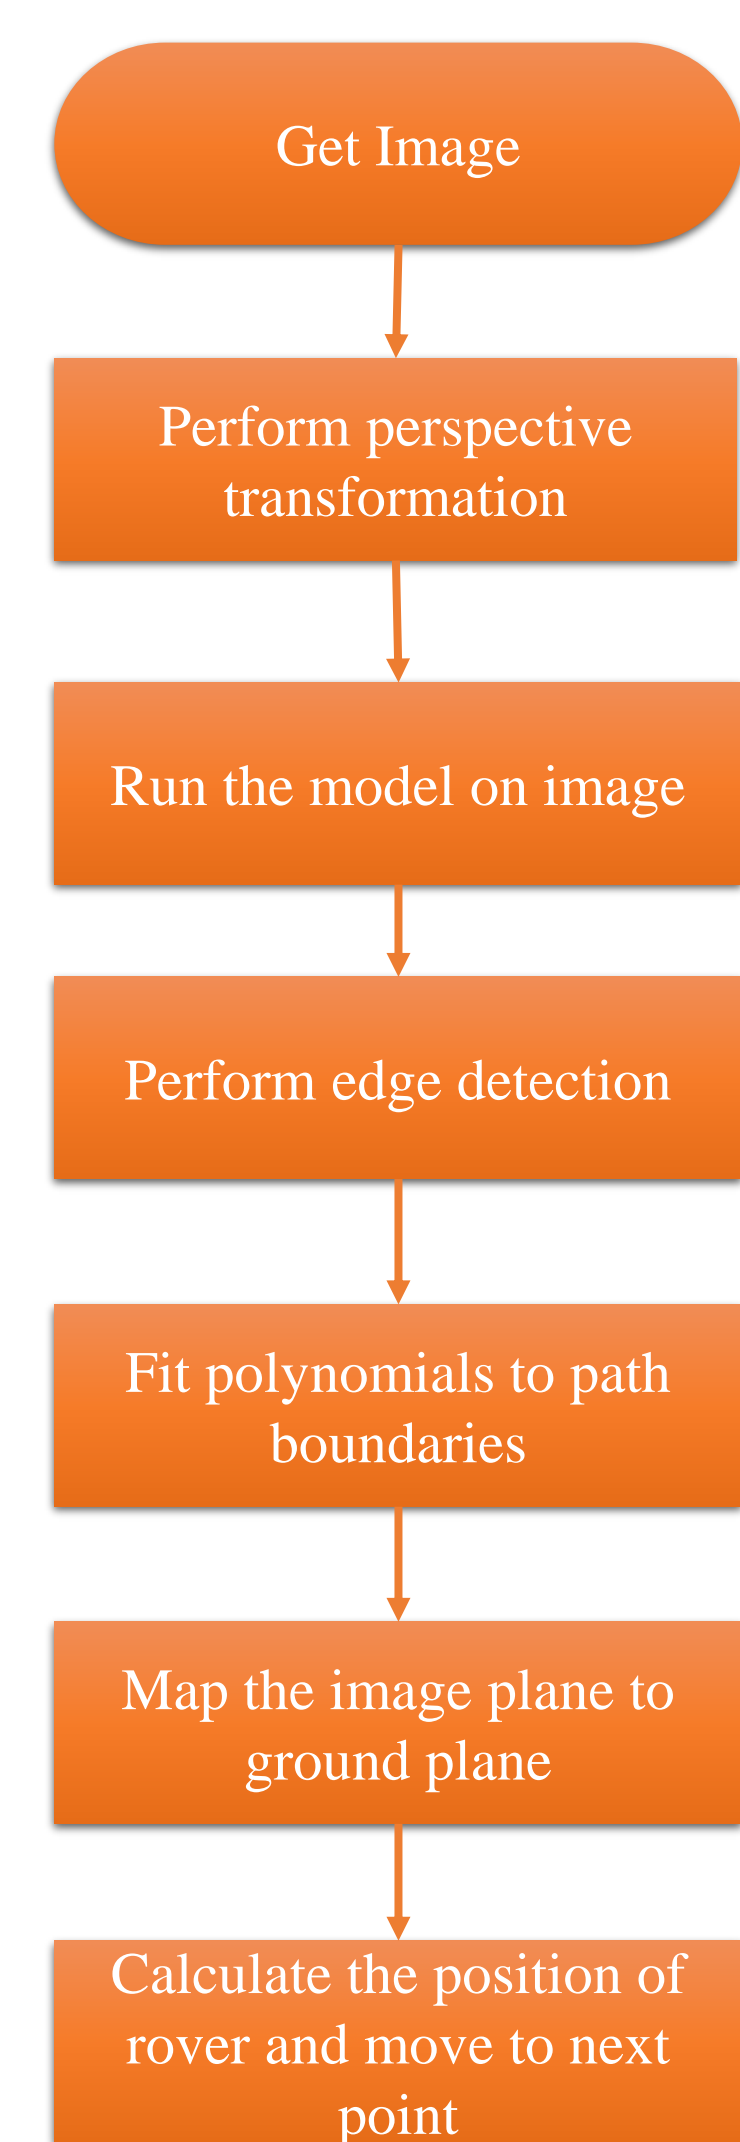 Get Image
Perform perspective
transformation
Run the model on image
Perform edge detection
Fit polynomials to path
boundaries
Map the image plane to
ground plane
Calculate the position of
rover and move to next
point